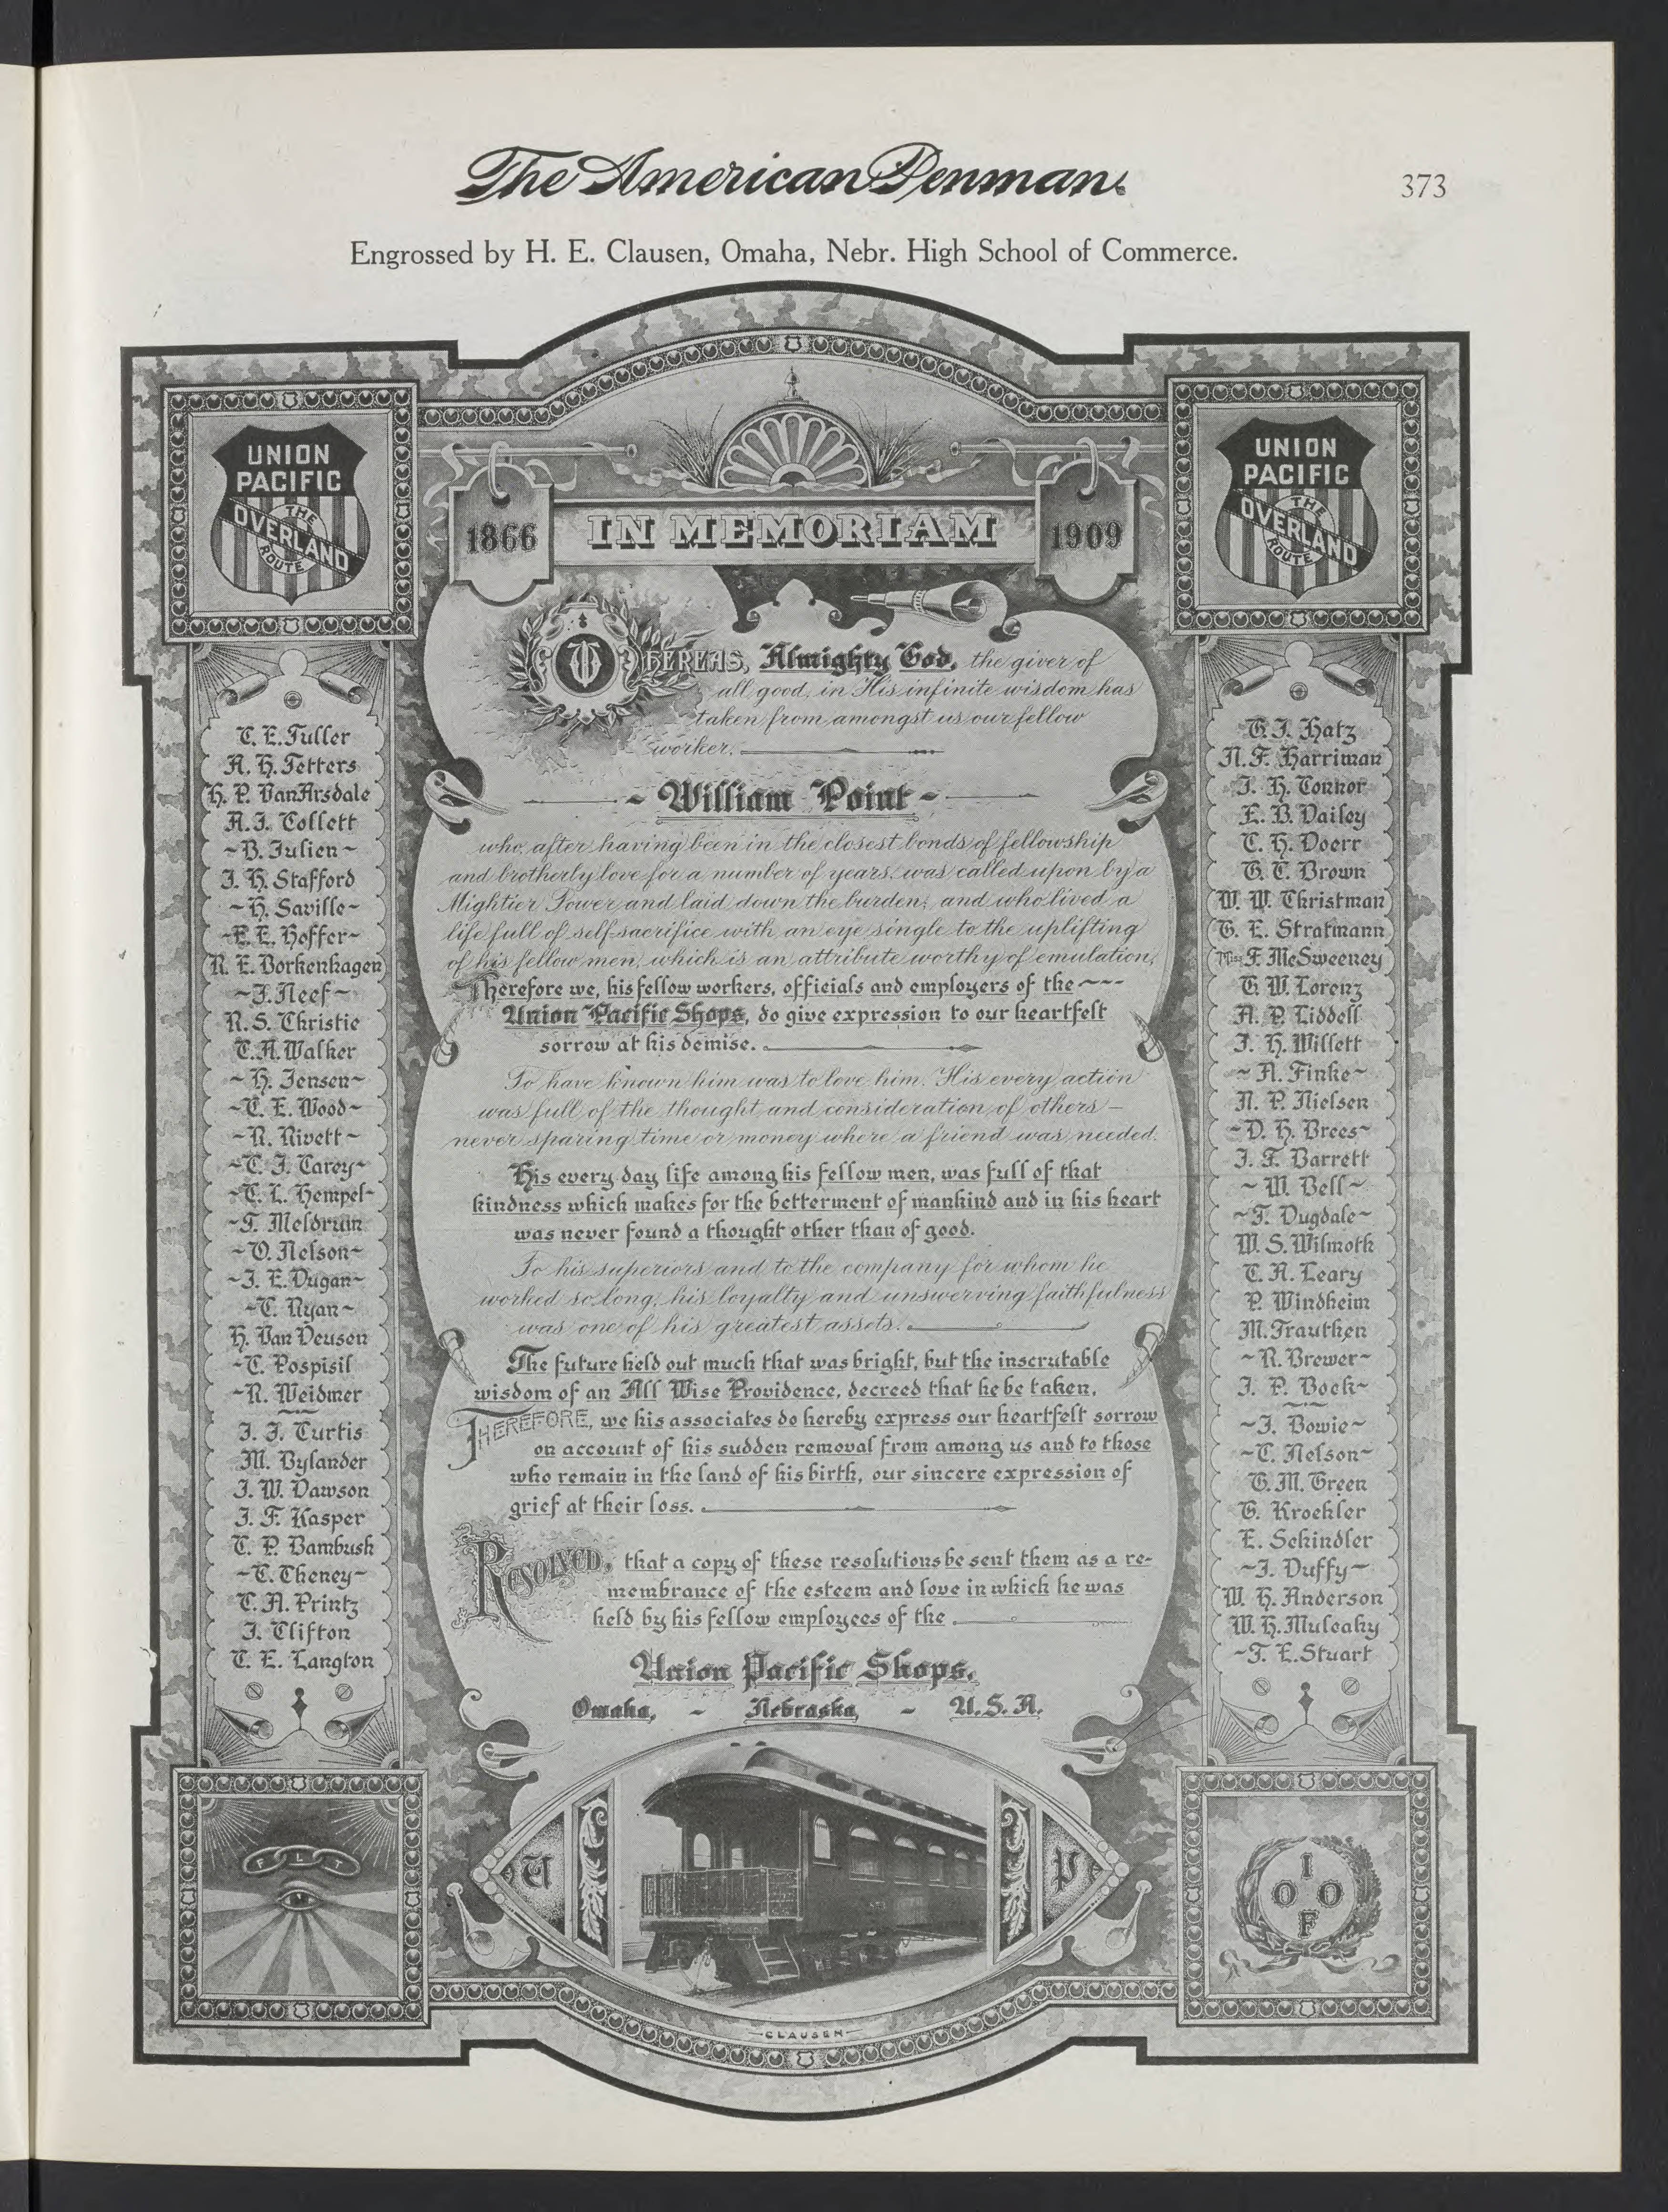 The American Penman
373
Engrossed by H. E. Clausen, Omaha, Nebr. High School of Commerce.
UNION
PACIFIC
THE
OVERLAND
ROUTE
1866
IN MEMORIAM
1909
UNION
PACIFIC
THE
OVERLAND
ROUTE
WHEREAS, Almighty God, the giver of
all good, in His infinite wisdom has
taken from amongst us our fellow
worker.
- William Point -
who, after having been in the closest bonds of fellowship
and brotherly love for a number of years, was called upon by a
Mightier Power and laid down the burden, and who lived a
life full of self-sacrifice with an eye single to the uplifting
of his fellow men, which is an attribute worthy of emulation,
Therefore we, his fellow workers, officials and employers of the ~~~
Union Pacific Shops, do give expression to our heartfelt
sorrow at his demise.
To have known him was to love him. His every action
was full of the thought and consideration of others –
never sparing time or money where a friend was needed.
His every day life among his fellow men, was full of that
kindness which makes for the betterment of mankind and in his heart
was never found a thought other than of good.
To his superiors and to the company for whom he
worked so long, his loyalty and unswerving faithfulness
was one of his greatest assets.
The future held out much that was bright, but the inscrutable
wisdom of an All Wise Providence, decreed that he be taken,
THEREFORE, we his associates do hereby express our heartfelt sorrow
on account of his sudden removal from among us and to those
who remain in the land of his birth, our sincere expression of
grief at their loss.
RESOLVED, that a copy of these resolutions be sent them as a re-
membrance of the esteem and love in which he was
held by his fellow employees of the
Union Pacific Shops.
Omaha, - Nebraska, - U.S.A.
C. E. Fuller
A. H. Fetters
H. P. VanArsdale
A. J. Collett
~B. Julien~
J. H. Stafford
~H. Saville~
~E. E. Hoffer~
R. E. Borkenhagen
~J. Neef~
R. S. Christie
C. A. Walker
~H. Jensen~
~C. E. Wood~
~R. Rivett~
~C. J. Carey~
~C. L. Hempel~
~F. Meldrum
~O. Nelson~
~J. E. Dugan~
~C. Ryan~
H. Van Deusen
~C. Pospisil
~R. Weidmer
J. J. Curtis
M. Bylander
J. W. Dawson
J. F. Kasper
C. P. Bambush
~C. Cheney~
C. A. Printz
J. Clifton
C. E. Langton
G. J. Hatz
N. F. Harriman
J. H. Connor
E. B. Dailey
C. H. Doerr
G. C. Brown
W. W. Christman
G. E. Stratmann
F. McSweeney
G. W. Lorenz
A. P. Liddell
J. H. Willett
~A. Finke~
N. P. Nielsen
~D. H. Brees~
J. F. Barrett
~W. Bell~
~F. Dugdale~
W. S. Wilmoth
C. A. Leary
P. Windheim
M. Trauthen
~R. Brewer~
J. P. Bock~
~J. Bowie~
~C. Nelson~
G. M. Green
G. Kroehler
E. Schindler
~J. Duffy~
W. H. Anderson
W. H. Mulcahy
~F. E. Stuart
F L T
U
P
I
O O
F
CLAUSEN